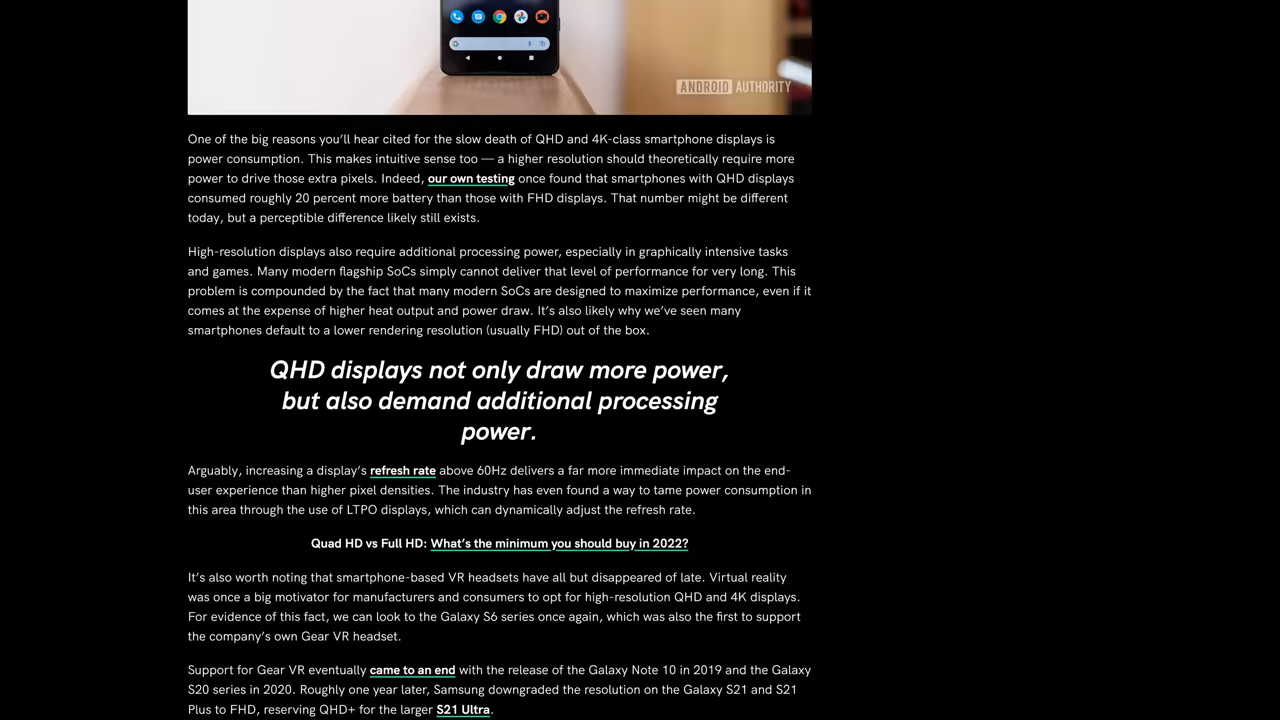 ANDROID AUTHORITY
One of the big reasons you’ll hear cited for the slow death of QHD and 4K-class smartphone displays is
power consumption. This makes intuitive sense too — a higher resolution should theoretically require more
power to drive those extra pixels. Indeed, our own testing once found that smartphones with QHD displays
consumed roughly 20 percent more battery than those with FHD displays. That number might be different
today, but a perceptible difference likely still exists.
High-resolution displays also require additional processing power, especially in graphically intensive tasks
and games. Many modern flagship SoCs simply cannot deliver that level of performance for very long. This
problem is compounded by the fact that many modern SoCs are designed to maximize performance, even if it
comes at the expense of higher heat output and power draw. It’s also likely why we’ve seen many
smartphones default to a lower rendering resolution (usually FHD) out of the box.
QHD displays not only draw more power,
but also demand additional processing
power.
Arguably, increasing a display’s refresh rate above 60Hz delivers a far more immediate impact on the end-
user experience than higher pixel densities. The industry has even found a way to tame power consumption in
this area through the use of LTPO displays, which can dynamically adjust the refresh rate.
Quad HD vs Full HD: What’s the minimum you should buy in 2022?
It’s also worth noting that smartphone-based VR headsets have all but disappeared of late. Virtual reality
was once a big motivator for manufacturers and consumers to opt for high-resolution QHD and 4K displays.
For evidence of this fact, we can look to the Galaxy S6 series once again, which was also the first to support
the company’s own Gear VR headset.
Support for Gear VR eventually came to an end with the release of the Galaxy Note 10 in 2019 and the Galaxy
S20 series in 2020. Roughly one year later, Samsung downgraded the resolution on the Galaxy S21 and S21
Plus to FHD, reserving QHD+ for the larger S21 Ultra.